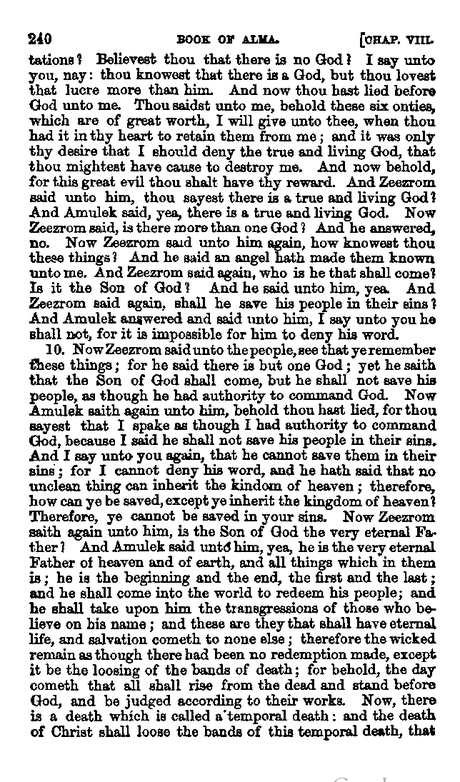 240 BOOK OF ALMA. [CHAP. VIII.
tations? Believest thou that there is no God? I say unto
you, nay: thou knowest that there is a God, but thou lovest
that lucre more than him. And now thou hast lied before
God unto me. Thou saidst unto me, behold these six onties,
which are of great worth, I will give unto thee, when thou
had it in thy heart to retain them from me; and it was only
thy desire that I should deny the true and living God, that
thou mightest have cause to destroy me. And now behold,
for this great evil thou shalt have thy reward. And Zeezrom
said unto him, thou sayest there is a true and living God?
And Amulek said, yea, there is a true and living God. Now
Zeezrom said, is there more than one God? And he answered,
no. Now Zeezrom said unto him again, how knowest thou
these things? And he said an angel hath made them known
unto me. And Zeezrom said again, who is he that shall come?
Is it the Son of God? And he said unto him, yea. And
Zeezrom said again, shall he save his people in their sins?
And Amulek answered and said unto him, I say unto you he
shall not, for it is impossible for him to deny his word.
10. Now Zeezrom said unto the people, see that ye remember
these things; for he said there is but one God; yet he saith
that the Son of God shall come, but he shall not save his
people, as though he had authority to command God. Now
Amulek saith again unto him, behold thou hast lied, for thou
sayest that I spake as though I had authority to command
God, because I said he shall not save his people in their sins.
And I say unto you again, that he cannot save them in their
sins; for I cannot deny his word, and he hath said that no
unclean thing can inherit the kindom of heaven; therefore,
how can ye be saved, except ye inherit the kingdom of heaven?
Therefore, ye cannot be saved in your sins. Now Zeezrom
saith again unto him, is the Son of God the very eternal Fa-
ther? And Amulek said unto him, yea, he is the very eternal
Father of heaven and of earth, and all things which in them
is; he is the beginning and the end, the first and the last;
and he shall come into the world to redeem his people; and
he shall take upon him the transgressions of those who be-
lieve on his name; and these are they that shall have eternal
life, and salvation cometh to none else; therefore the wicked
remain as though there had been no redemption made, except
it be the loosing of the bands of death; for behold, the day
cometh that all shall rise from the dead and stand before
God, and be judged according to their works. Now, there
is a death which is called a temporal death: and the death
of Christ shall loose the bands of this temporal death, that